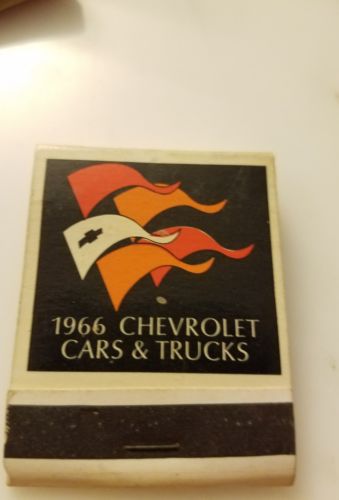 1966 CHEVROLET
CARS & TRUCKS